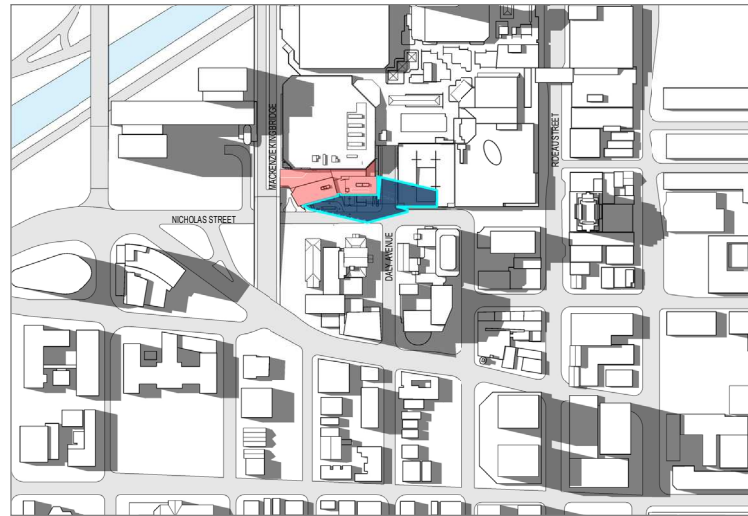 MACKENZIE KING BRIDGE
RIDEAU STREET
NICHOLAS STREET
DALY AVENUE